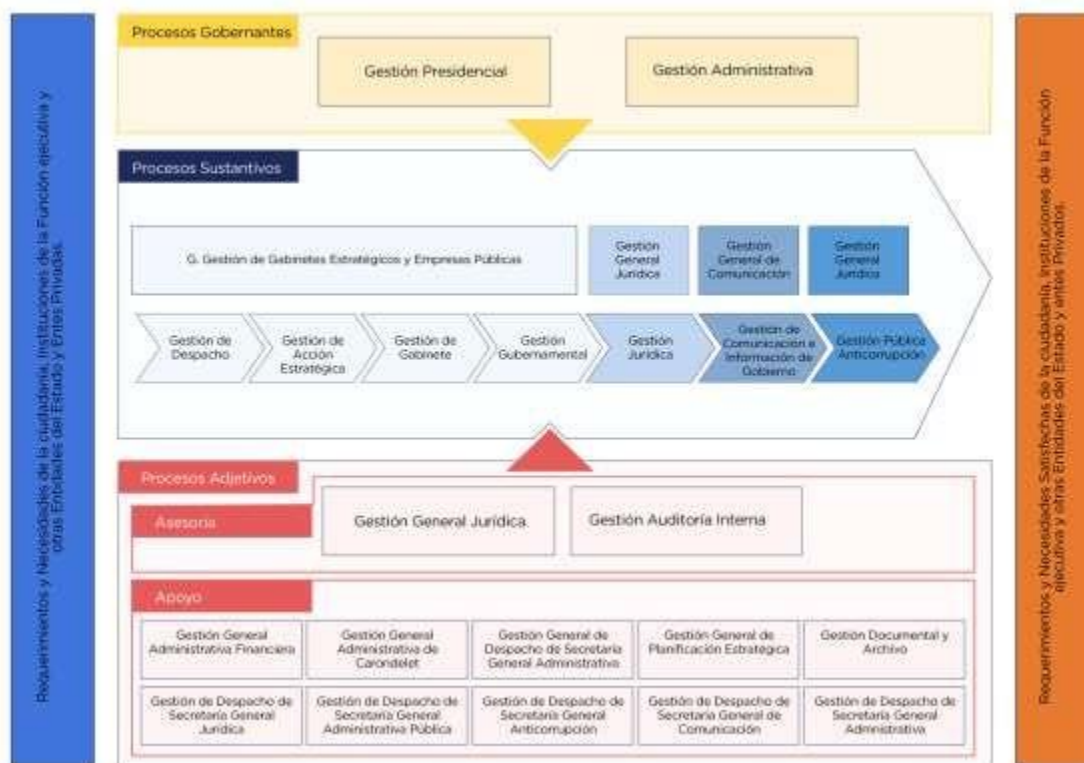 Requerimientos y Necesidades de la ciudadanía, Instituciones de la Función ejecutiva y
otras Entidades del Estado y Entes Privadas.
Procesos Gobernantes
Gestión Presidencial
Gestión Administrativa
Procesos Sustantivos
G. Gestión de Gabinetes Estratégicos y Empresas Públicas
Gestión
General
Jurídica
Gestión
General de
Comunicación
Gestión
General
Jurídica
Gestión de
Despacho
Gestión de
Acción
Estratégica
Gestión de
Gabinete
Gestión
Gubernamental
Gestión
Jurídica
Gestión de
Comunicación e
Información de
Gobierno
Gestión Pública
Anticorrupción
Procesos Adjetivos
Asesoría
Gestión General Jurídica
Gestión Auditoría Interna
Apoyo
Gestión General
Administrativa Financiera
Gestión General
Administrativa de
Carondelet
Gestión General de
Despacho de Secretaría
General Administrativa
Gestión General de
Planificación Estratégica
Gestión Documental y
Archivo
Gestión de Despacho de
Secretaría General
Jurídica
Gestión de Despacho de
Secretaría General
Administrativa Pública
Gestión de Despacho de
Secretaría General
Anticorrupción
Gestión de Despacho de
Secretaría General de
Comunicación
Gestión de Despacho de
Secretaría General
Administrativa
Requerimientos y Necesidades Satisfechas de la ciudadanía, Instituciones de la Función
ejecutiva y otras Entidades del Estado y entes Privados.